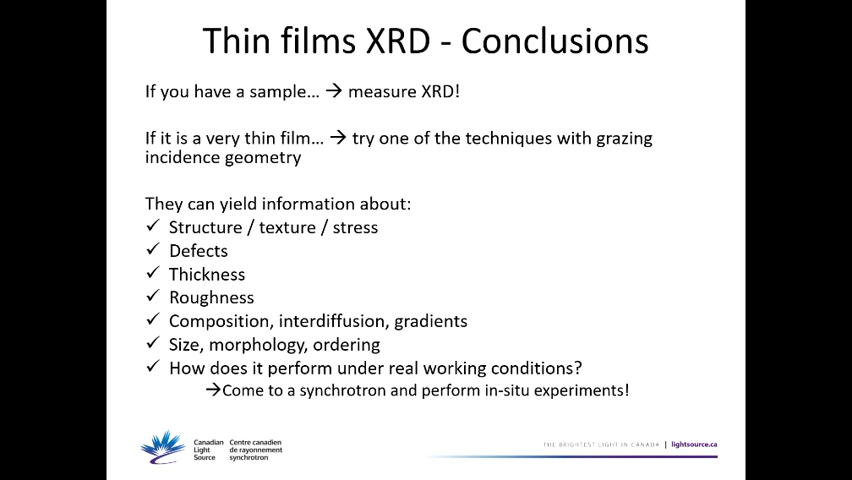 Thin films XRD - Conclusions
If you have a sample… → measure XRD!
If it is a very thin film… → try one of the techniques with grazing
incidence geometry
They can yield information about:
✓ Structure / texture / stress
✓ Defects
✓ Thickness
✓ Roughness
✓ Composition, interdiffusion, gradients
✓ Size, morphology, ordering
✓ How does it perform under real working conditions?
→Come to a synchrotron and perform in-situ experiments!
Canadian Centre canadien
Light de rayonnement
Source synchrotron
THE BRIGHTEST LIGHT IN CANADA | lightsource.ca